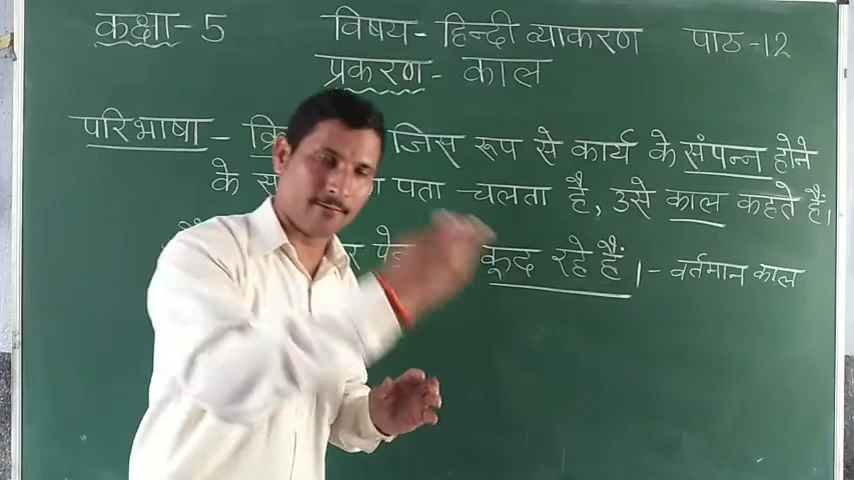 कक्षा - 5 विषय - हिन्दी व्याकरण पाठ - 12
प्रकरण - काल
परिभाषा - जिस रूप से कार्य के संपन्न होने
के पता चलता है, उसे काल कहते हैं।
कूद रहे हैं। - वर्तमान काल